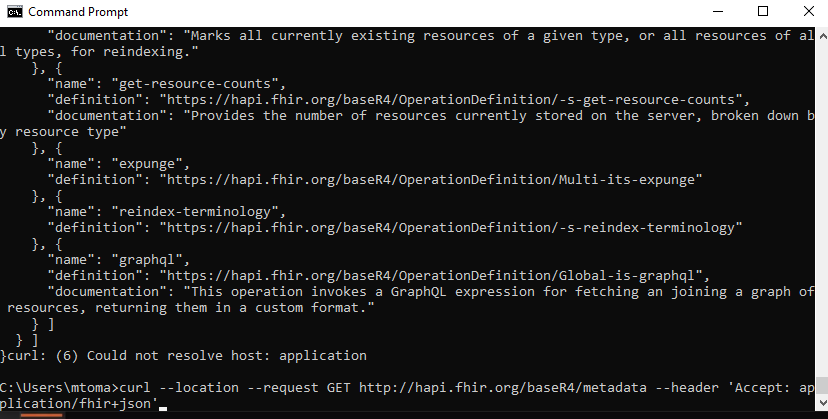 Command Prompt
"documentation": "Marks all currently existing resources of a given type, or all resources of al
l types, for reindexing."
}, {
"name": "get-resource-counts",
"definition": "https://hapi.fhir.org/baseR4/OperationDefinition/-s-get-resource-counts",
"documentation": "Provides the number of resources currently stored on the server, broken down b
y resource type"
}, {
"name": "expunge",
"definition": "https://hapi.fhir.org/baseR4/OperationDefinition/Multi-its-expunge"
}, {
"name": "reindex-terminology",
"definition": "https://hapi.fhir.org/baseR4/OperationDefinition/-s-reindex-terminology"
}, {
"name": "graphql",
"definition": "https://hapi.fhir.org/baseR4/OperationDefinition/Global-is-graphql",
"documentation": "This operation invokes a GraphQL expression for fetching an joining a graph of
resources, returning them in a custom format."
} ]
} ]
}curl: (6) Could not resolve host: application
C:\Users\mtoma>curl --location --request GET http://hapi.fhir.org/baseR4/metadata --header 'Accept: ap
plication/fhir+json'